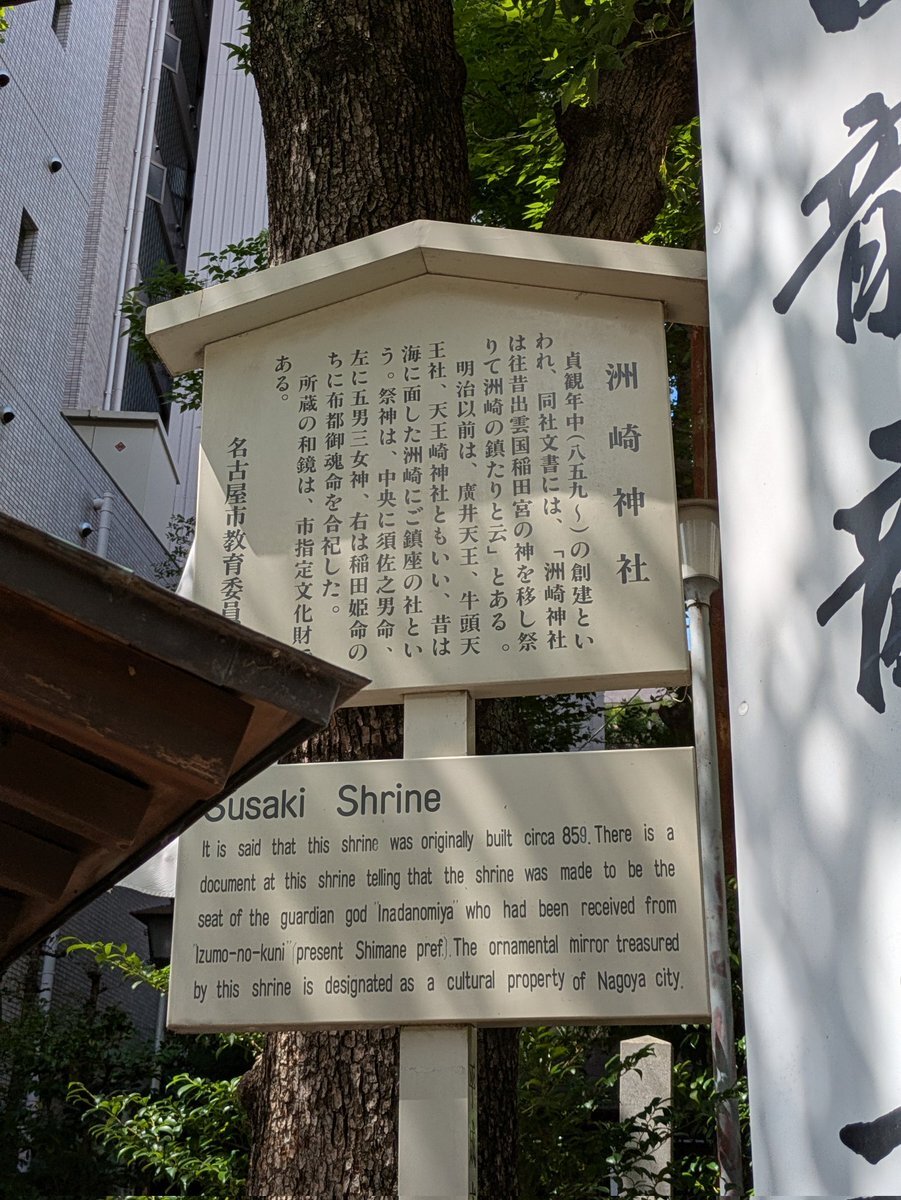 洲崎神社
貞観年中(八五九〜)の創建とい
われ、同社文書には、「洲崎神社
は往昔出雲国稲田宮の神を移し祭
りて洲崎の鎮たりと云」とある。
明治以前は、廣井天王、牛頭天
王社、天王崎神社ともいい、昔は
海に面した洲崎にご鎮座の社とい
う。祭神は、中央に須佐之男命、
左に五男三女神、右は稲田姫命の
ちに布都御魂命を合祀した。
所蔵の和鏡は、市指定文化財で
ある。
名古屋市教育委員
Susaki Shrine
It is said that this shrine was originally built circa 859. There is a
document at this shrine telling that the shrine was made to be the
seat of the guardian god "Inadanomiya" who had been received from
"Izumo-no-kuni" (present Shimane pref). The ornamental mirror treasured
by this shrine is designated as a cultural property of Nagoya city.